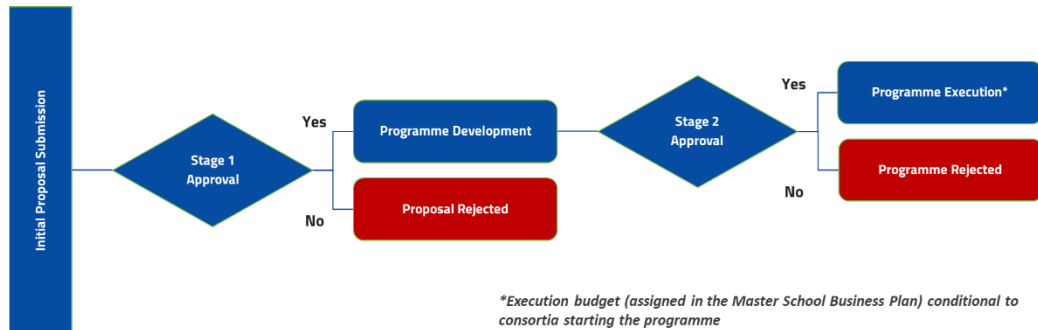 Initial Proposal Submission
Stage 1
Approval
Yes
No
Programme Development
Proposal Rejected
Stage 2
Approval
Yes
No
Programme Execution*
Programme Rejected
*Execution budget (assigned in the Master School Business Plan) conditional to
consortia starting the programme